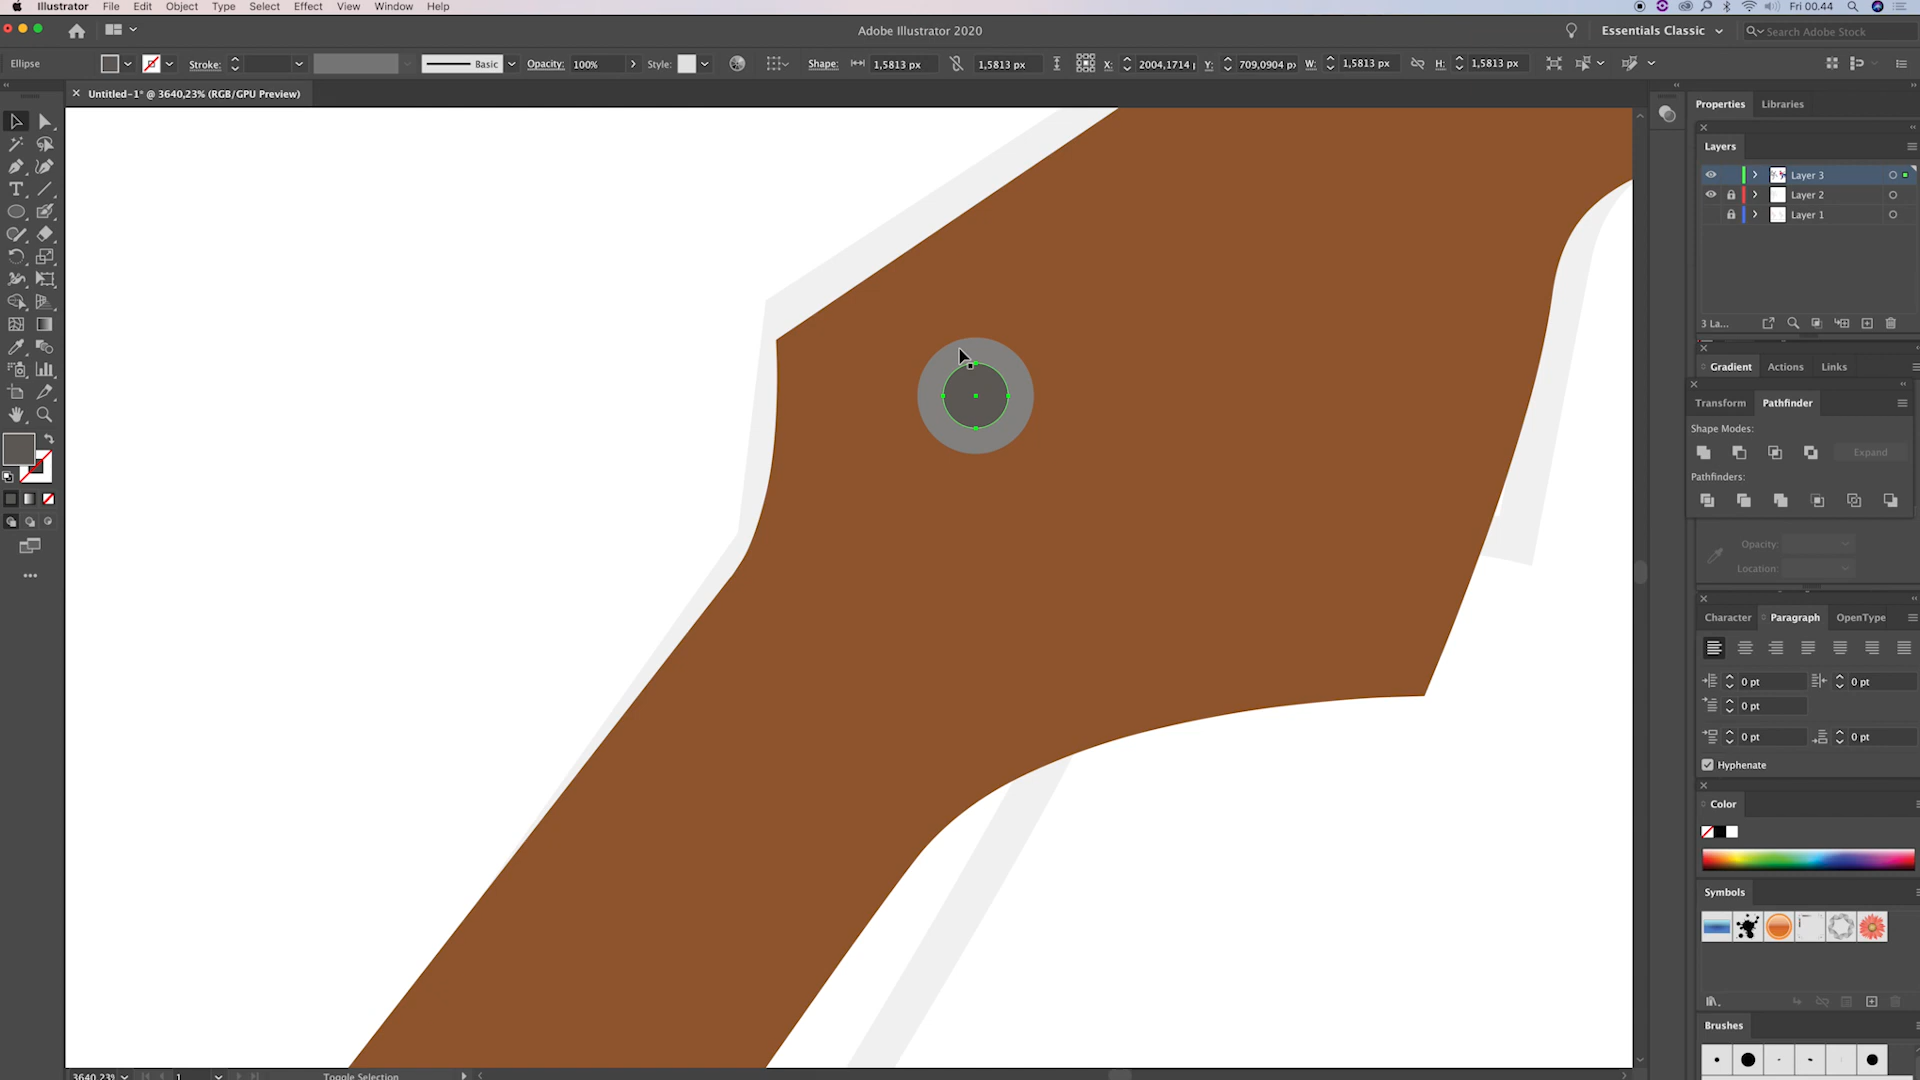 Illustrator File Edit Object Type Select Effect View Window Help Fri 00.44
Adobe Illustrator 2020 Essentials Classic Search Adobe Stock
Ellipse Stroke: Basic Opacity: 100% Style: Shape: 1,5813 px 1,5813 px X: 2004,1714 Y: 709,0904 px W: 1,5813 px H: 1,5813 px
Untitled-1* @ 3640,23% (RGB/GPU Preview)
Properties Libraries
Layers
Layer 3
Layer 2
Layer 1
3 La...
Gradient Actions Links
Transform Pathfinder
Shape Modes:
Expand
Pathfinders:
Opacity:
Location:
Character Paragraph OpenType
0 pt 0 pt
0 pt
0 pt 0 pt
Hyphenate
Color
Symbols
Brushes
3640,23% 1 Toggle Selection